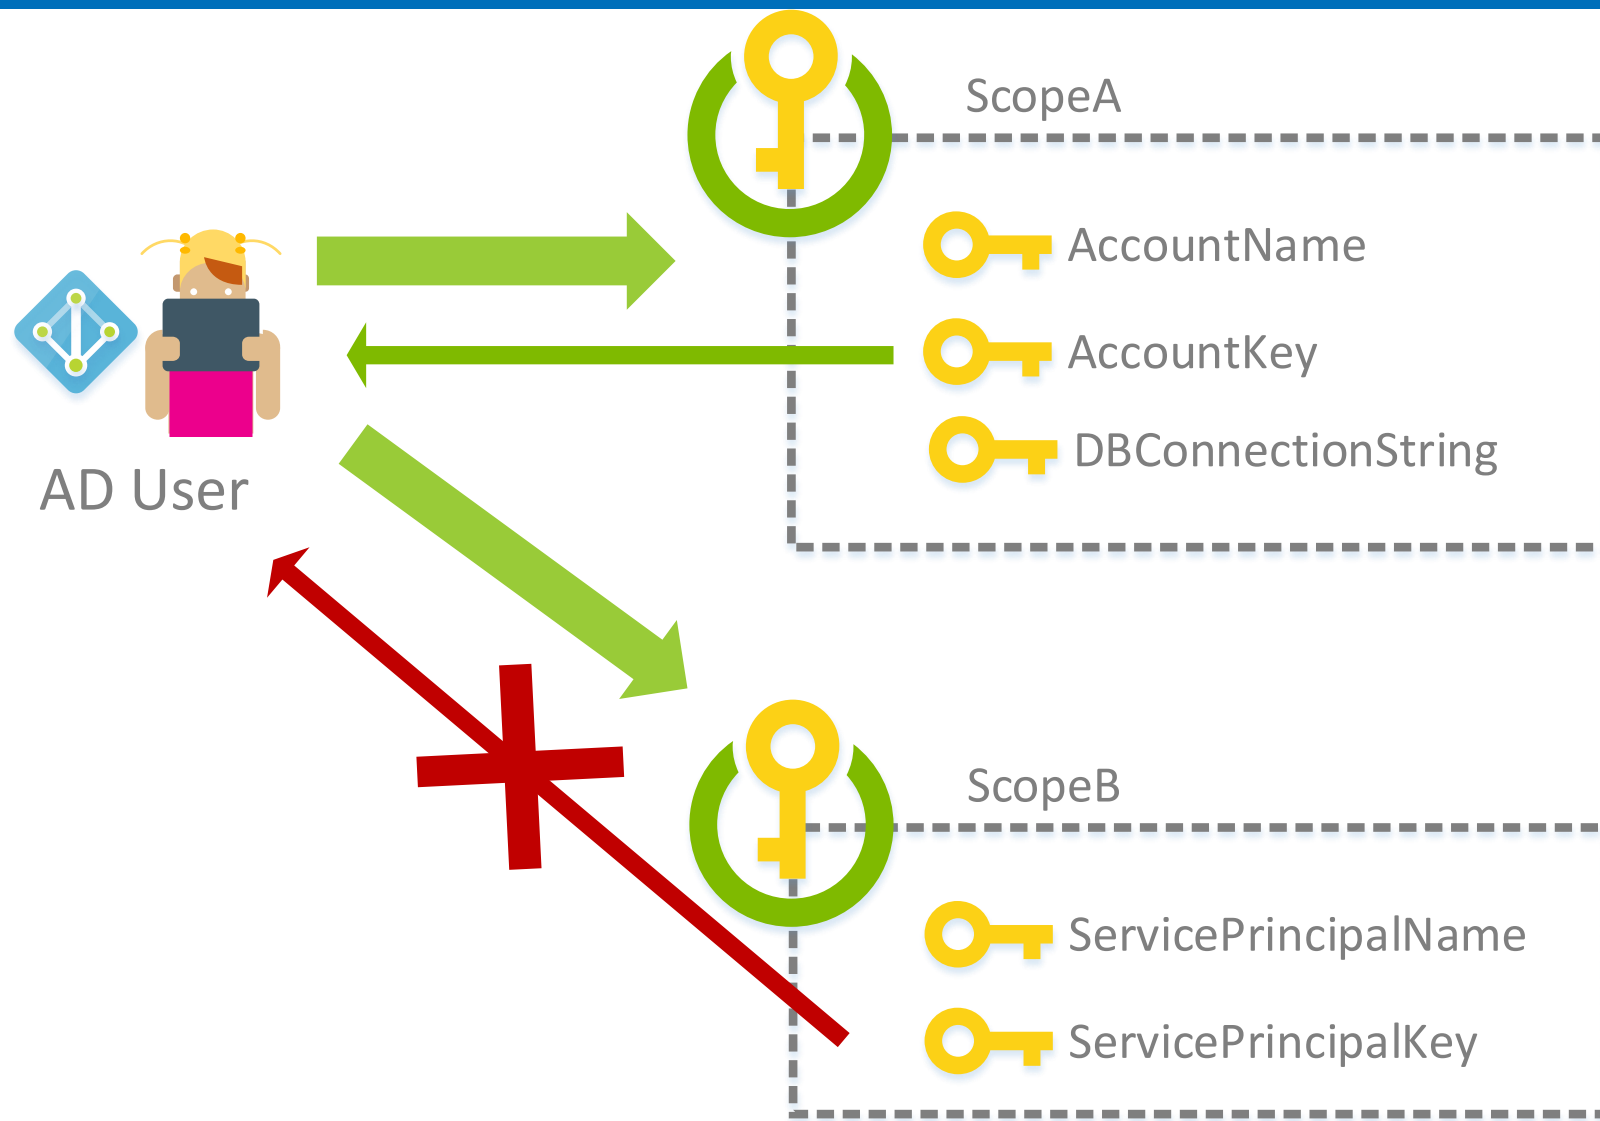 ScopeA
AccountName
AccountKey
DBConnectionString
AD User
ScopeB
ServicePrincipalName
ServicePrincipalKey